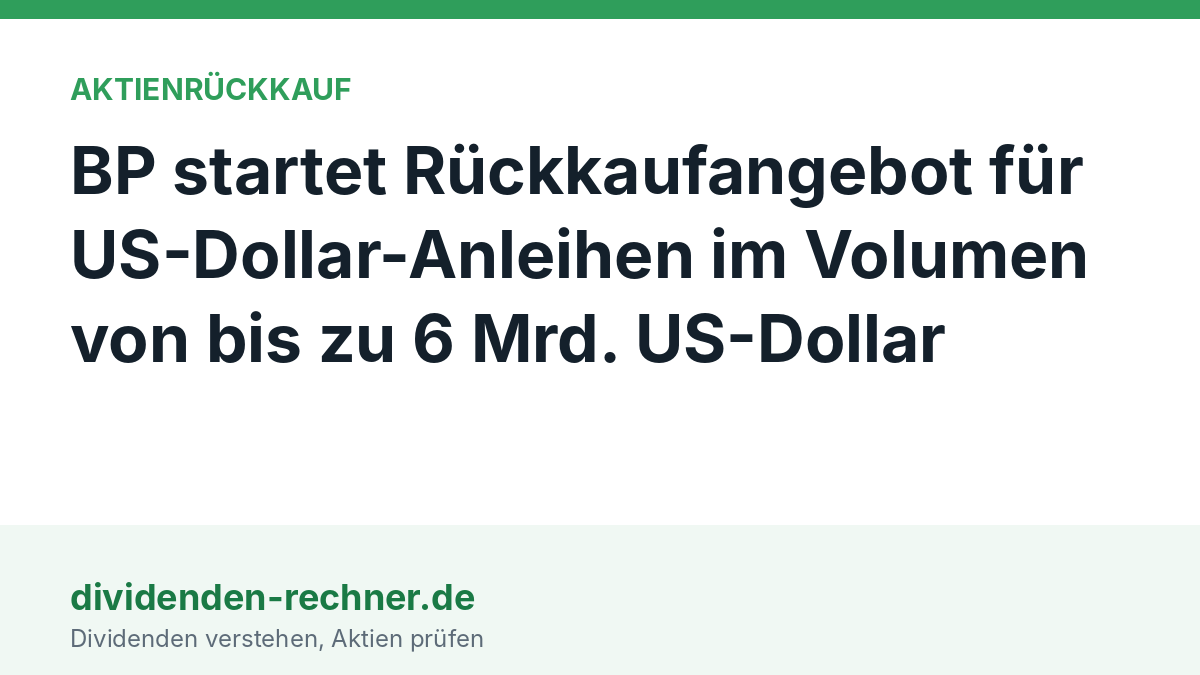 AKTIENRÜCKKAUF
BP startet Rückkaufangebot für
US-Dollar-Anleihen im Volumen
von bis zu 6 Mrd. US-Dollar
dividenden-rechner.de
Dividenden verstehen, Aktien prüfen